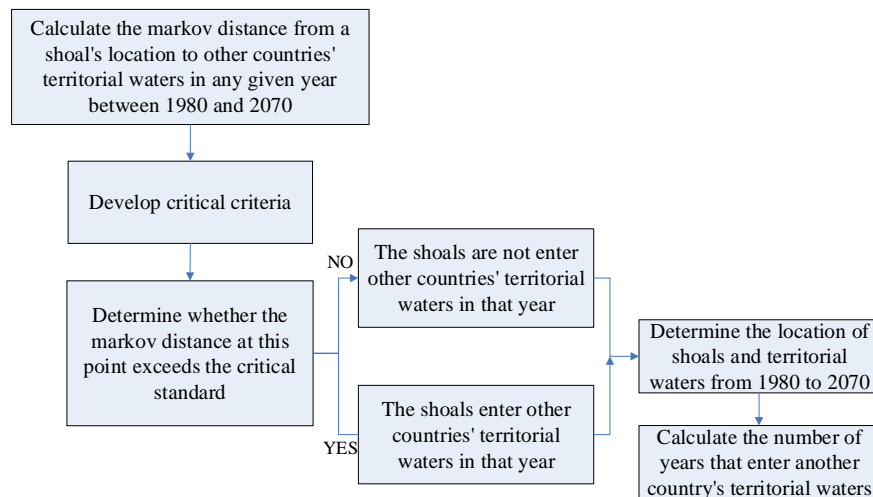 Calculate the markov distance from a
shoal's location to other countries'
territorial waters in any given year
between 1980 and 2070
Develop critical criteria
Determine whether the
markov distance at this
point exceeds the critical
standard
NO
The shoals are not enter
other countries' territorial
waters in that year
YES
The shoals enter other
countries' territorial
waters in that year
Determine the location of
shoals and territorial
waters from 1980 to 2070
Calculate the number of
years that enter another
country's territorial waters